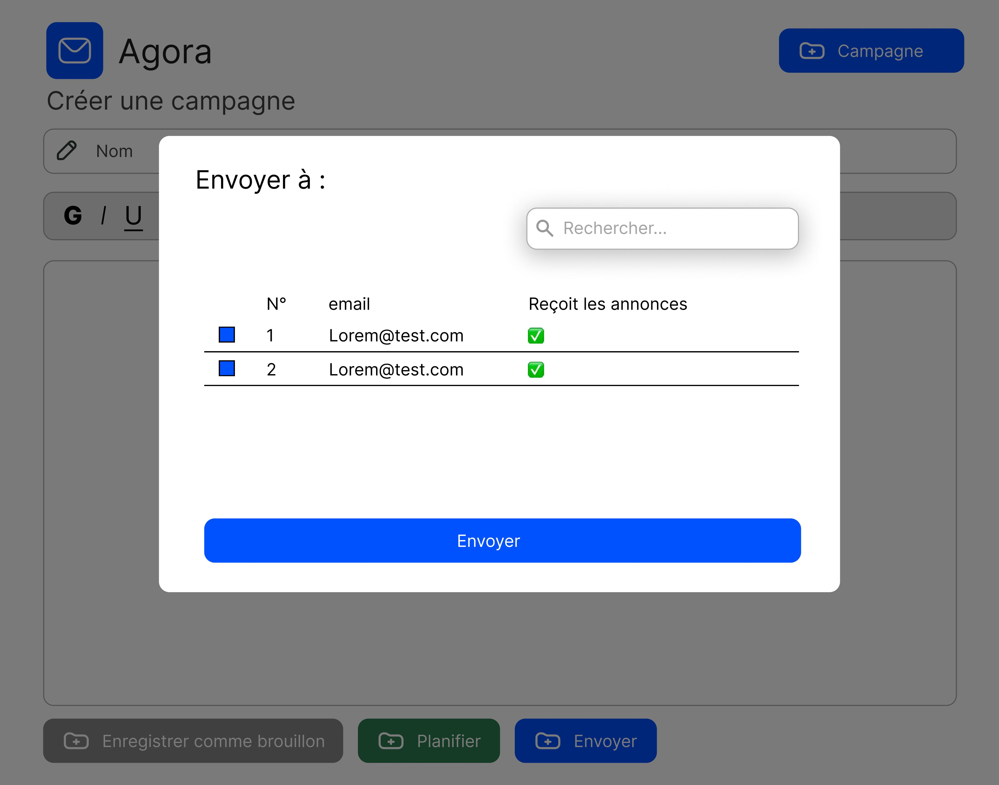 Agora
Campagne
Créer une campagne
Nom
G I U
Envoyer à :
Rechercher...
N° email Reçoit les annonces
1 Lorem@test.com ✅
2 Lorem@test.com ✅
Envoyer
Enregistrer comme brouillon
Planifier
Envoyer